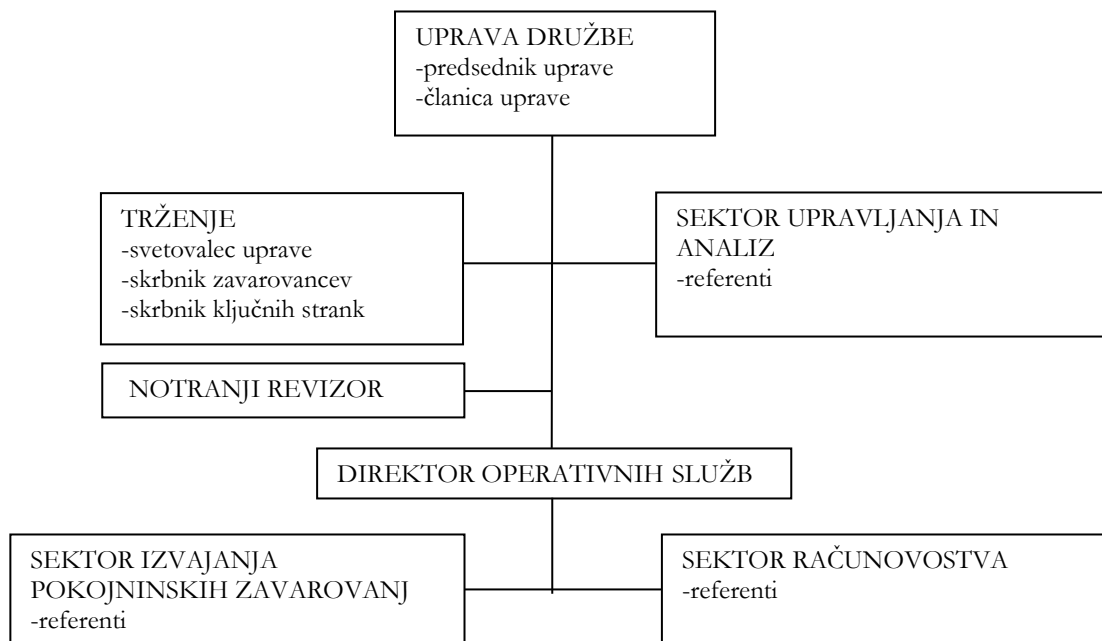 UPRAVA DRUŽBE
-predsednik uprave
-članica uprave
TRŽENJE
-svetovalec uprave
-skrbnik zavarovancev
-skrbnik ključnih strank
SEKTOR UPRAVLJANJA IN
ANALIZ
-referenti
NOTRANJI REVIZOR
DIREKTOR OPERATIVNIH SLUŽB
SEKTOR IZVAJANJA
POKOJNINSKIH ZAVAROVANJ
-referenti
SEKTOR RAČUNOVOSTVA
-referenti